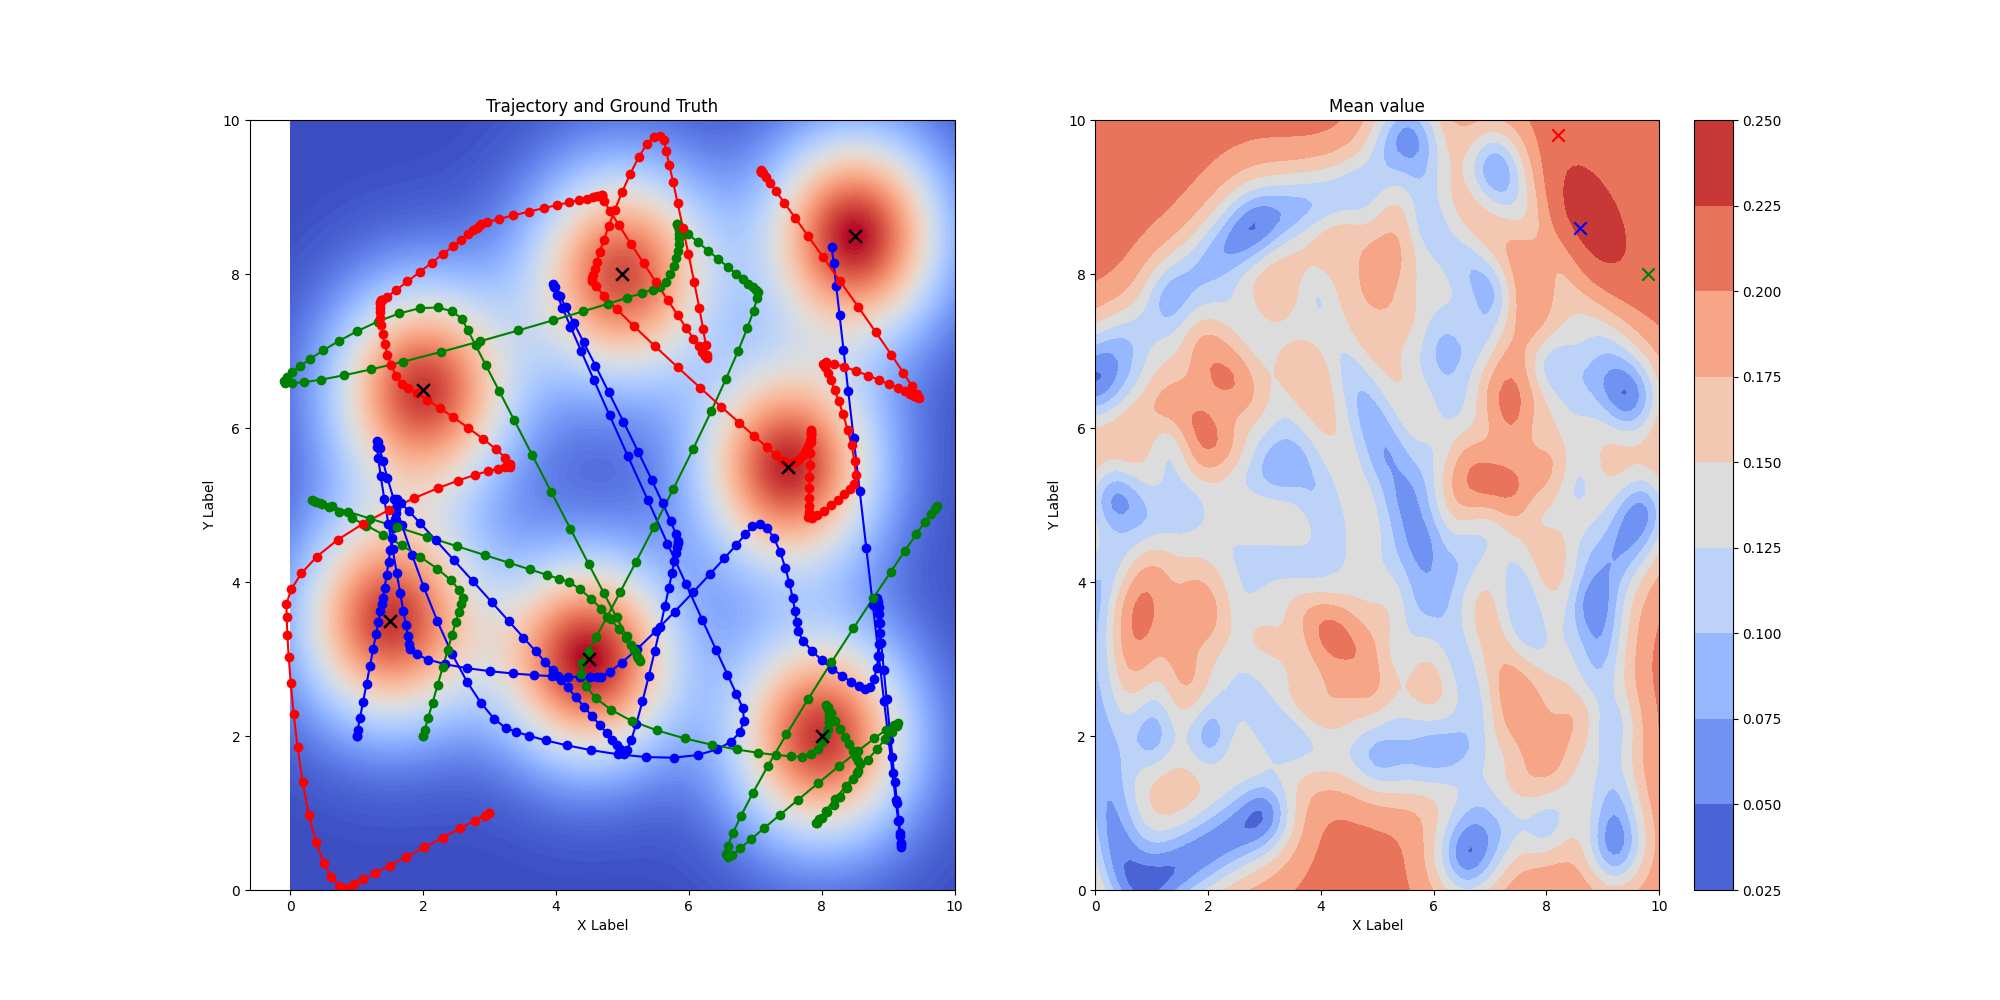 Trajectory and Ground Truth
Y Label
10
8
6
4
2
0
0 2 4 6 8 10
X Label
Mean value
Y Label
10
8
6
4
2
0
0 2 4 6 8 10
X Label
0.250
0.225
0.200
0.175
0.150
0.125
0.100
0.075
0.050
0.025